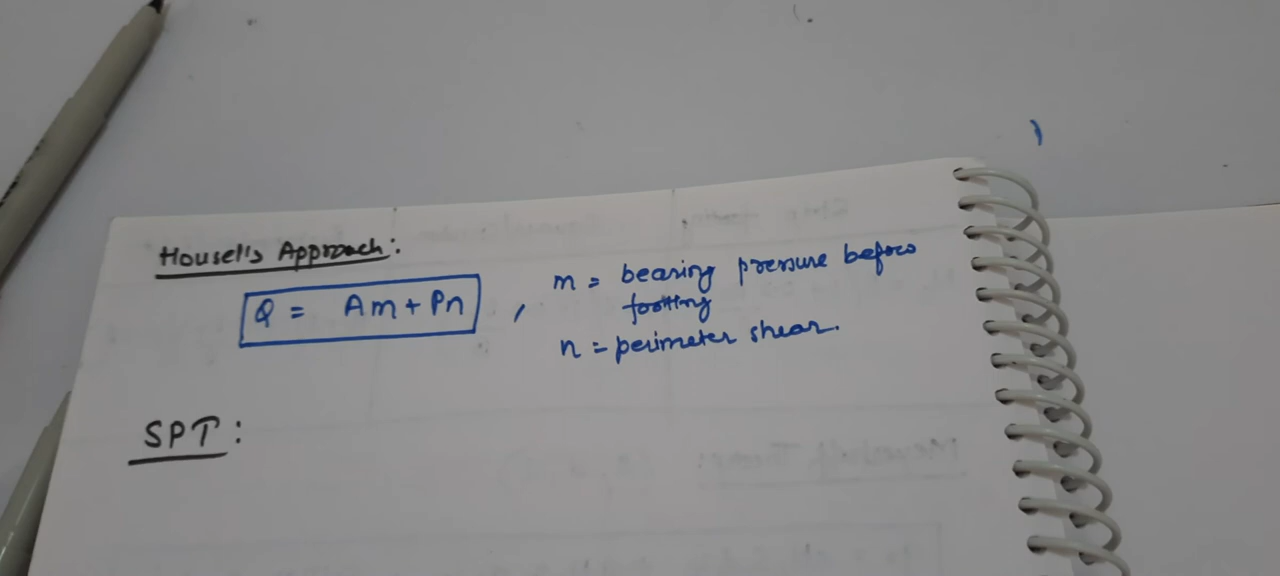 Housel's Approach:
Q = Am + Pn , m = bearing pressure before
footing
n = perimeter shear.
SPT: